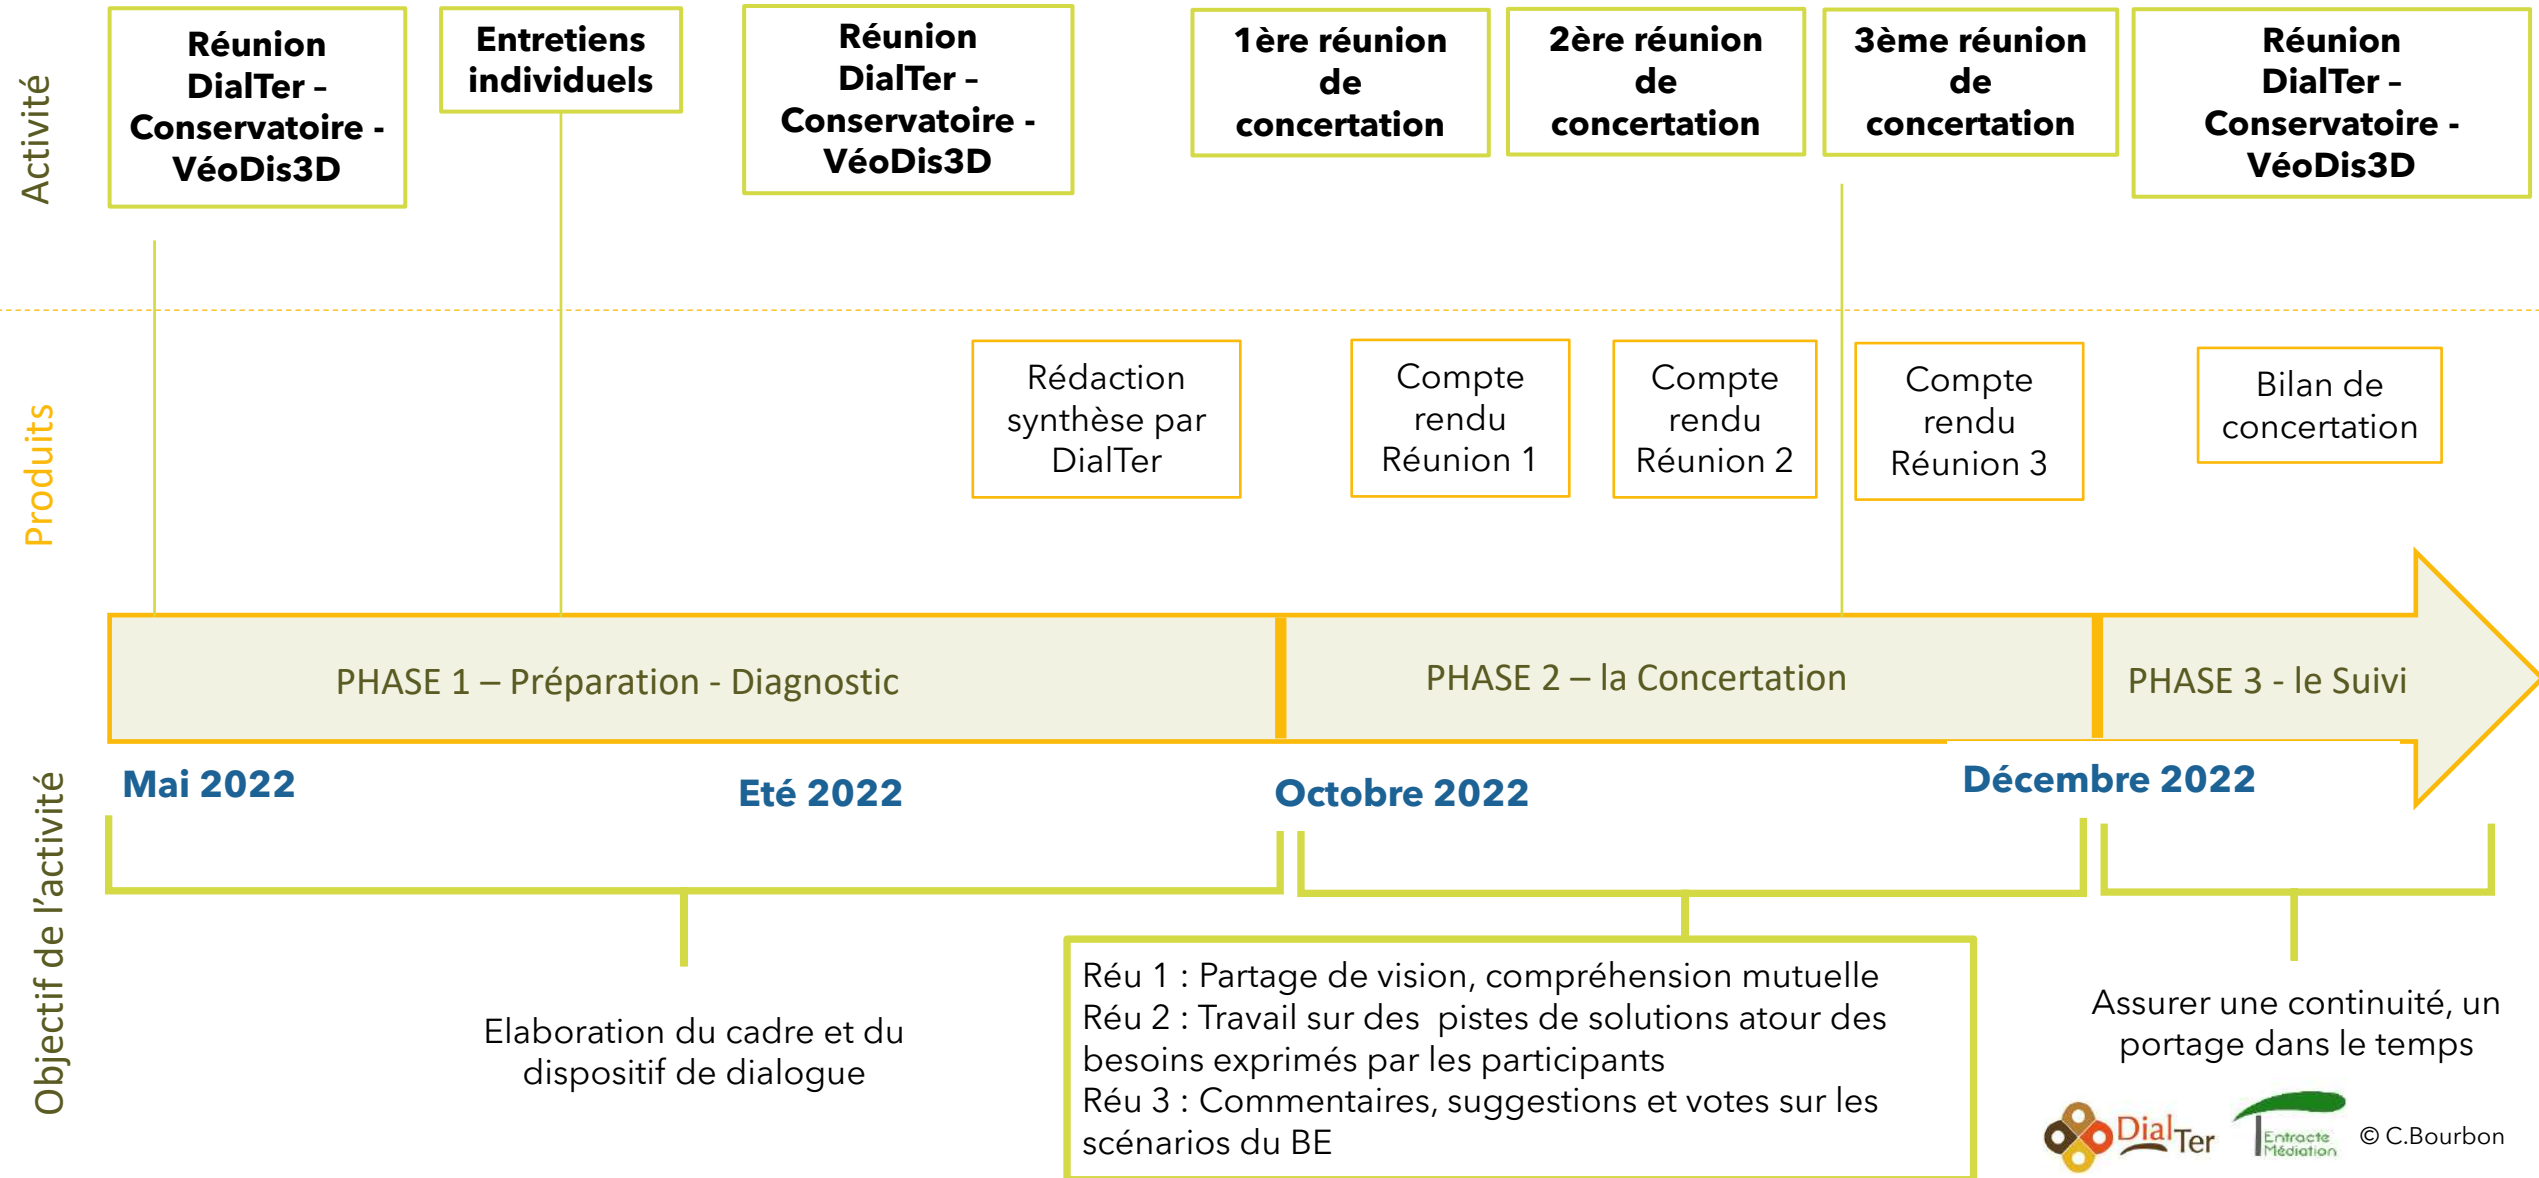 Activité
Réunion
DialTer –
Conservatoire -
VéoDis3D
Entretiens
individuels
Réunion
DialTer –
Conservatoire -
VéoDis3D
1ère réunion
de
concertation
2ère réunion
de
concertation
3ème réunion
de
concertation
Réunion
DialTer –
Conservatoire -
VéoDis3D
Produits
Rédaction
synthèse par
DialTer
Compte
rendu
Réunion 1
Compte
rendu
Réunion 2
Compte
rendu
Réunion 3
Bilan de
concertation
PHASE 1 – Préparation - Diagnostic
PHASE 2 – la Concertation
PHASE 3 - le Suivi
Mai 2022
Eté 2022
Octobre 2022
Décembre 2022
Objectif de l'activité
Elaboration du cadre et du
dispositif de dialogue
Réu 1 : Partage de vision, compréhension mutuelle
Réu 2 : Travail sur des  pistes de solutions atour des
besoins exprimés par les participants
Réu 3 : Commentaires, suggestions et votes sur les
scénarios du BE
Assurer une continuité, un
portage dans le temps
DialTer
Entracte
Médiation
© C.Bourbon